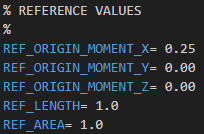 % REFERENCE VALUES
%
REF_ORIGIN_MOMENT_X= 0.25
REF_ORIGIN_MOMENT_Y= 0.00
REF_ORIGIN_MOMENT_Z= 0.00
REF_LENGTH= 1.0
REF_AREA= 1.0